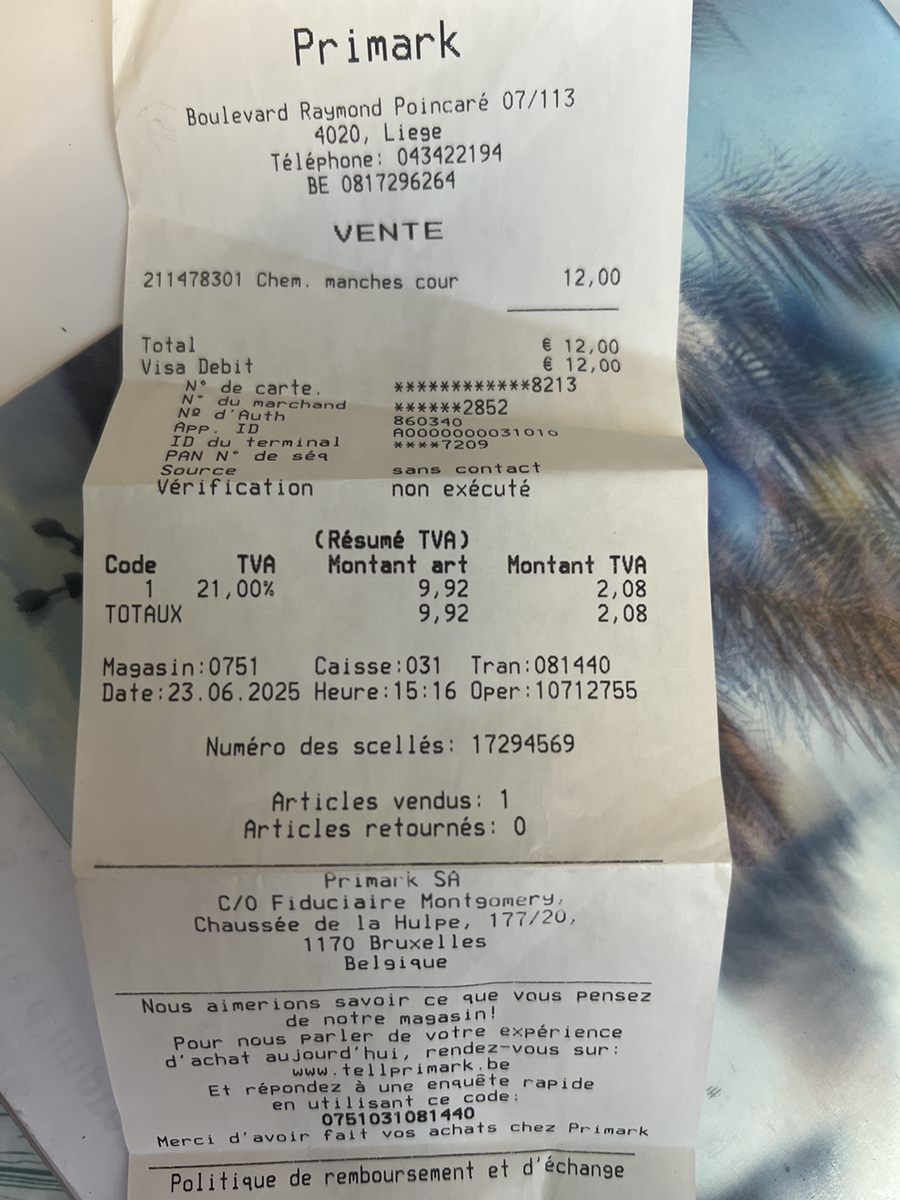 Primark
Boulevard Raymond Poincaré 07/113
4020, Liege
Téléphone: 043422194
BE 0817296264
VENTE
211478301 Chem. manches cour 12,00
Total € 12,00
Visa Debit € 12,00
N° de carte. ************8213
N° du marchand ******2852
Nº d'Auth 860340
App. ID A0000000031010
ID du terminal ****7209
PAN N° de séq
Source sans contact
Vérification non exécuté
(Résumé TVA)
Code TVA Montant art Montant TVA
1 21,00% 9,92 2,08
TOTAUX 9,92 2,08
Magasin:0751 Caisse:031 Tran:081440
Date:23.06.2025 Heure:15:16 Oper:10712755
Numéro des scellés: 17294569
Articles vendus: 1
Articles retournés: 0
Primark SA
C/O Fiduciaire Montgomery,
Chaussée de la Hulpe, 177/20,
1170 Bruxelles
Belgique
Nous aimerions savoir ce que vous pensez
de notre magasin!
Pour nous parler de votre expérience
d'achat aujourd'hui, rendez-vous sur:
www.tellprimark.be
Et répondez à une enquête rapide
en utilisant ce code:
0751031081440
Merci d'avoir fait vos achats chez Primark
Politique de remboursement et d'échange